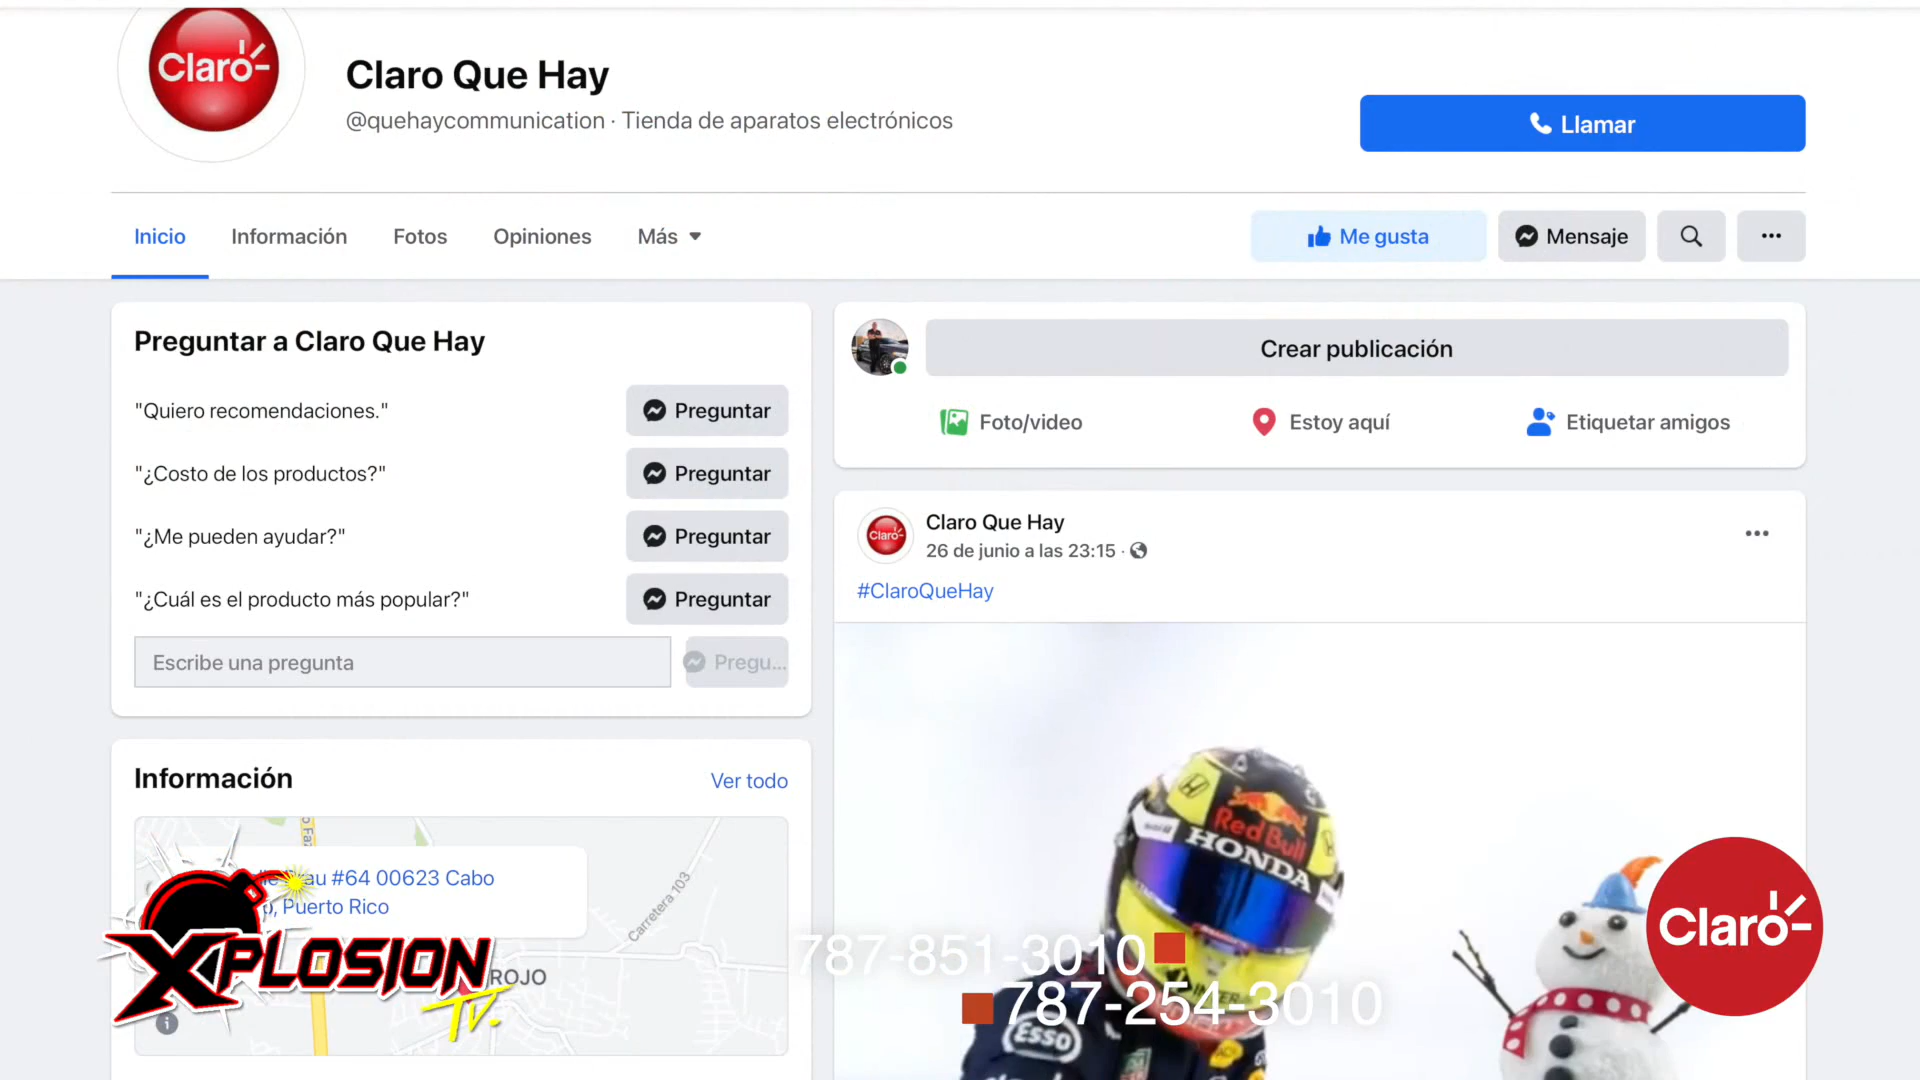 Claro
Claro Que Hay
@quehaycommunication · Tienda de aparatos electrónicos
Llamar
Inicio
Información
Fotos
Opiniones
Más
Me gusta
Mensaje
Preguntar a Claro Que Hay
"Quiero recomendaciones."
Preguntar
"¿Costo de los productos?"
Preguntar
"¿Me pueden ayudar?"
Preguntar
"¿Cuál es el producto más popular?"
Preguntar
Escribe una pregunta
Pregu...
Información
Ver todo
#64 00623 Cabo
, Puerto Rico
Carretera 103
ROJO
XPLOSION
TV.
Crear publicación
Foto/video
Estoy aquí
Etiquetar amigos
Claro
Claro Que Hay
26 de junio a las 23:15 ·
#ClaroQueHay
Red Bull
HONDA
Esso
787-851-3010
787-254-3010
Claro